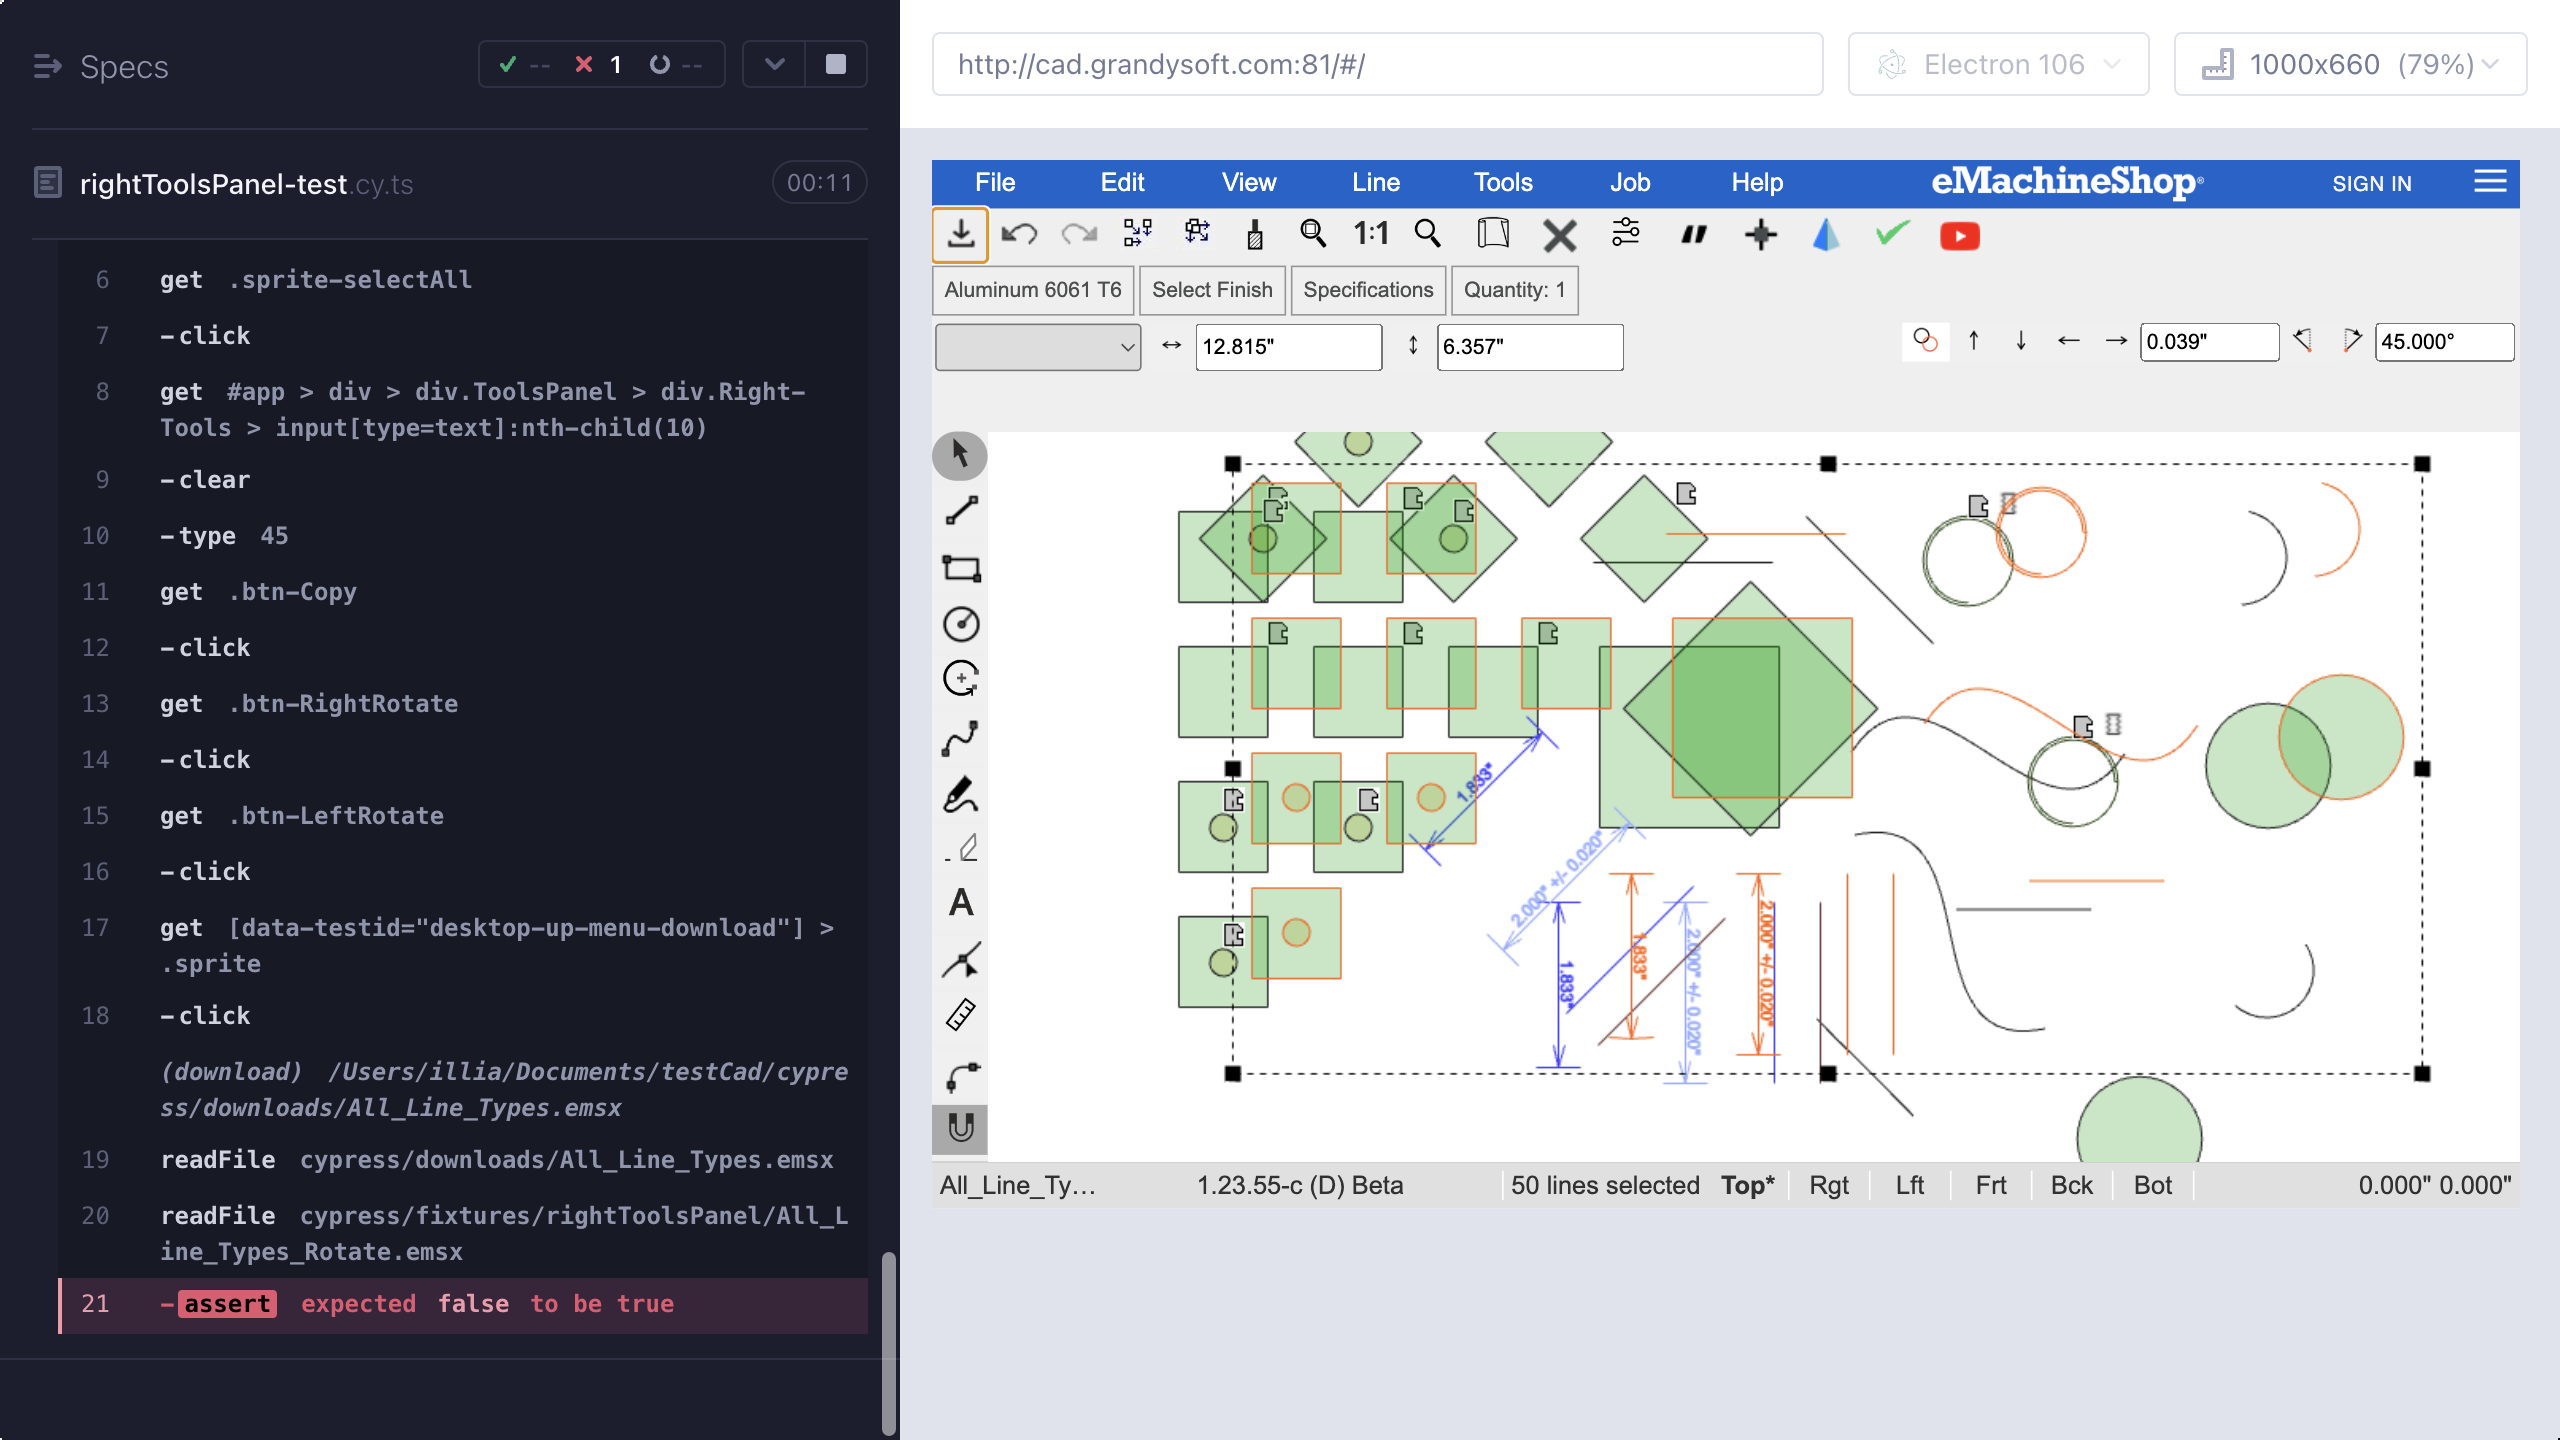 Specs
-- 1 --
rightToolsPanel-test.cy.ts
00:11
6 get .sprite-selectAll
7 -click
8 get #app > div > div.ToolsPanel > div.Right-
Tools > input[type=text]:nth-child(10)
9 -clear
10 -type 45
11 get .btn-Copy
12 -click
13 get .btn-RightRotate
14 -click
15 get .btn-LeftRotate
16 -click
17 get [data-testid="desktop-up-menu-download"] >
.sprite
18 -click
(download) /Users/illia/Documents/testCad/cypre
ss/downloads/All_Line_Types.emsx
19 readFile cypress/downloads/All_Line_Types.emsx
20 readFile cypress/fixtures/rightToolsPanel/All_L
ine_Types_Rotate.emsx
21 -assert expected false to be true
http://cad.grandysoft.com:81/#/
Electron 106
1000x660 (79%)
File Edit View Line Tools Job Help
eMachineShop®
SIGN IN
1:1
Aluminum 6061 T6
Select Finish
Specifications
Quantity: 1
12.815"
6.357"
0.039"
45.000°
A
1.833"
2.000" +/- 0.020"
1.833"
1.833"
2.000" +/- 0.020"
2.000" +/- 0.020"
All_Line_Ty…
1.23.55-c (D) Beta
50 lines selected
Top* Rgt Lft Frt Bck Bot
0.000" 0.000"